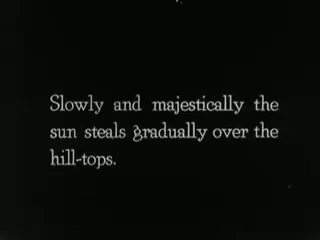 Slowly and majestically the
sun steals gradually over the
hill-tops.